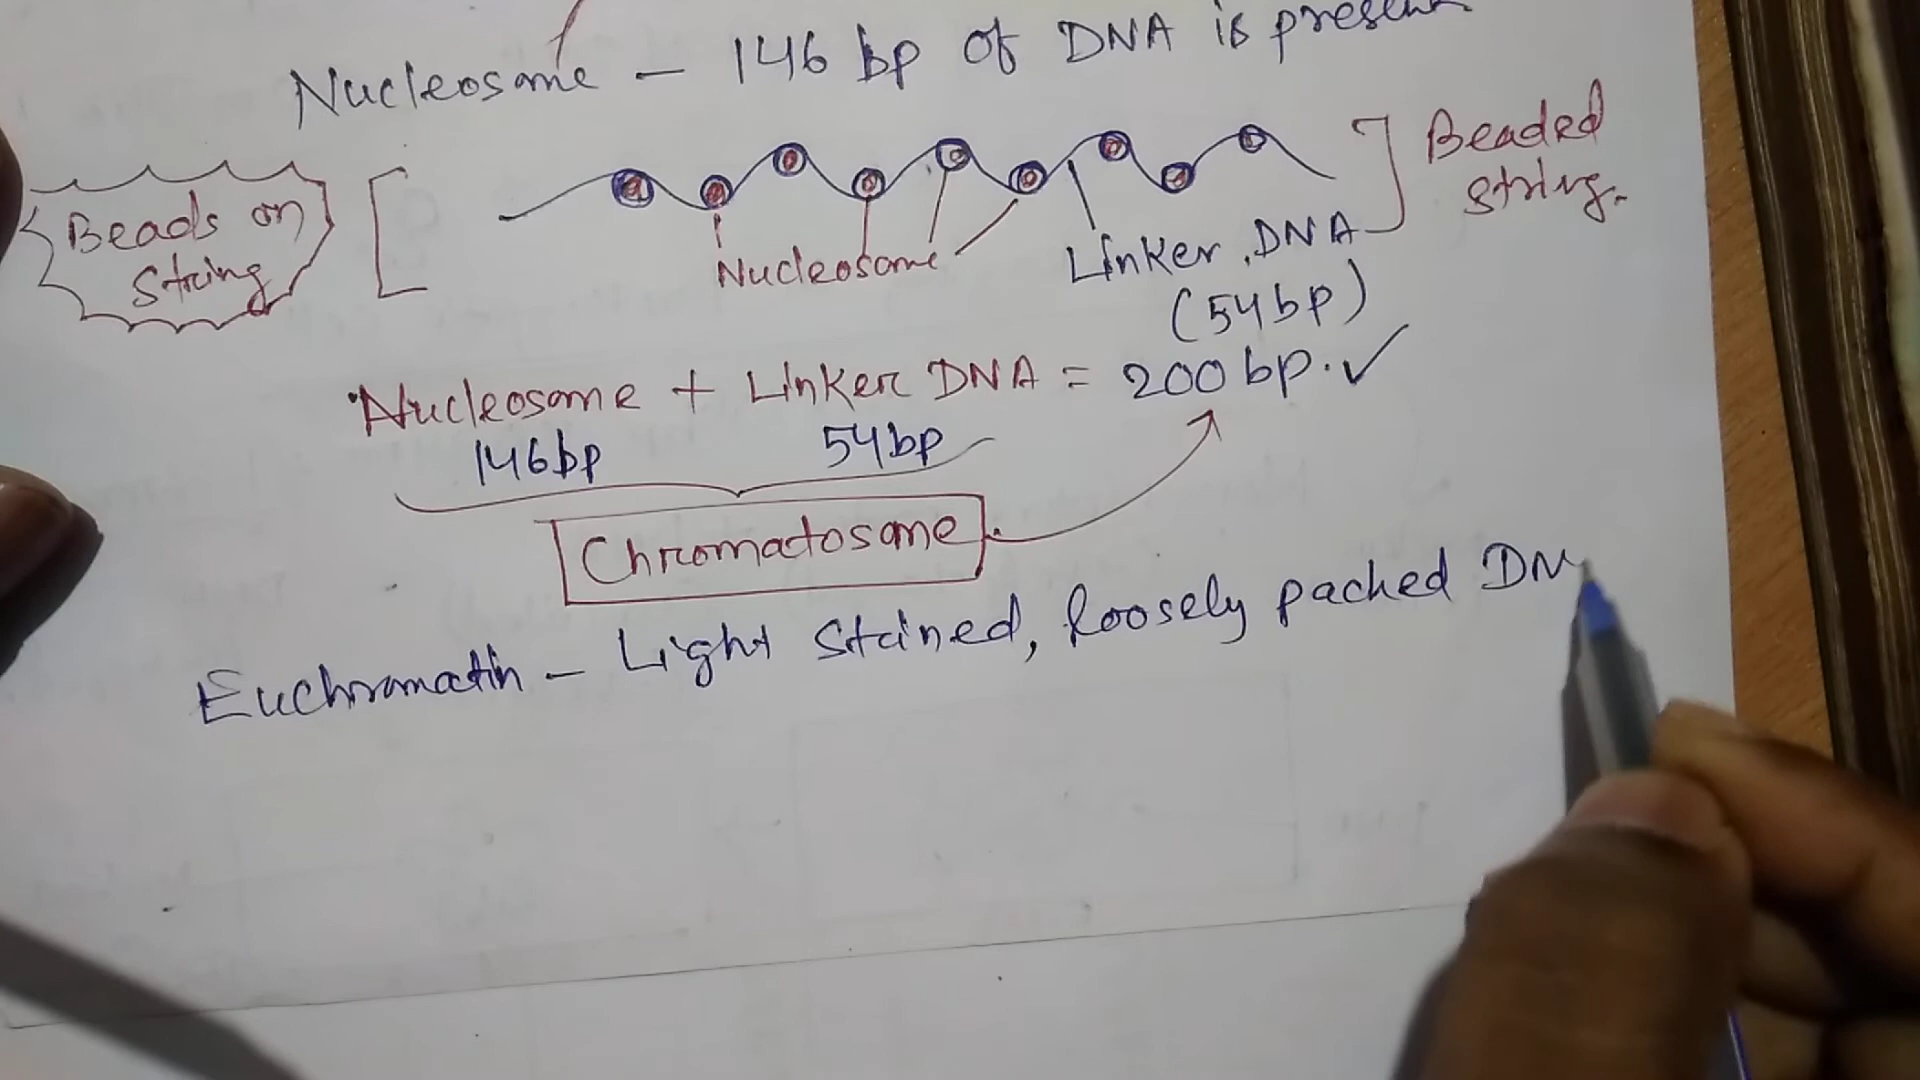 Nucleosome - 146 bp of DNA is present
Beads on
String
Beaded
string.
Nucleosome
Linker DNA
(54bp)
Nucleosome + Linker DNA = 200 bp. ✓
146bp 54bp
Chromatosome
Euchromatin - Light stained, loosely packed DN